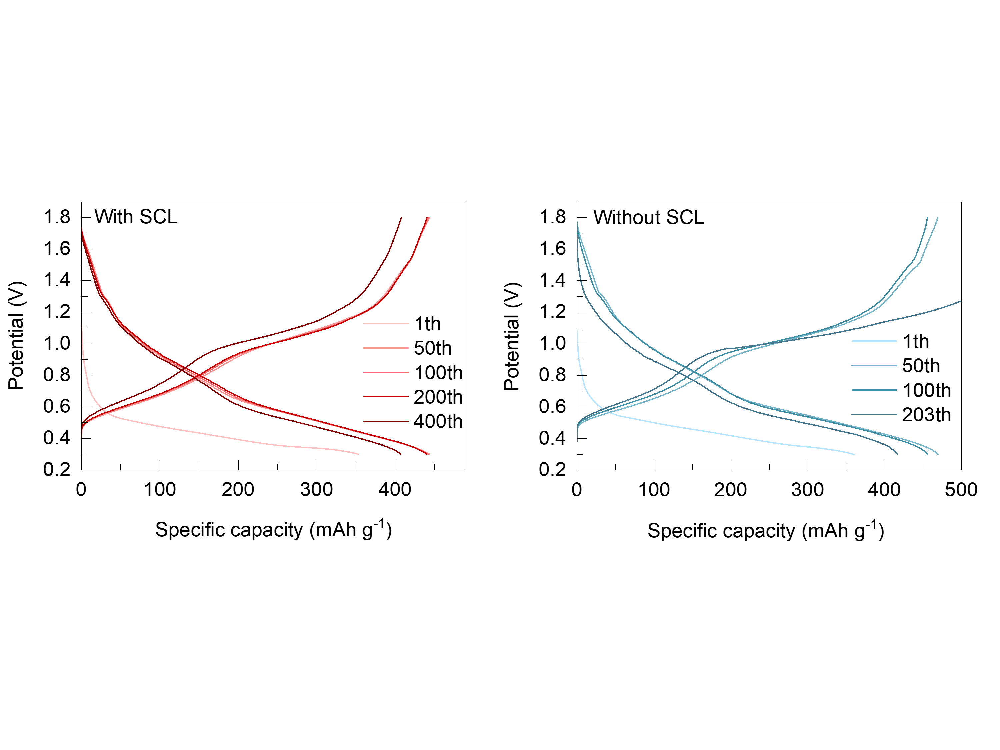 With SCL
Potential (V)
1.8
1.6
1.4
1.2
1.0
0.8
0.6
0.4
0.2
0 100 200 300 400
Specific capacity (mAh g⁻¹)
1th
50th
100th
200th
400th
Without SCL
Potential (V)
1.8
1.6
1.4
1.2
1.0
0.8
0.6
0.4
0.2
0 100 200 300 400 500
Specific capacity (mAh g⁻¹)
1th
50th
100th
203th